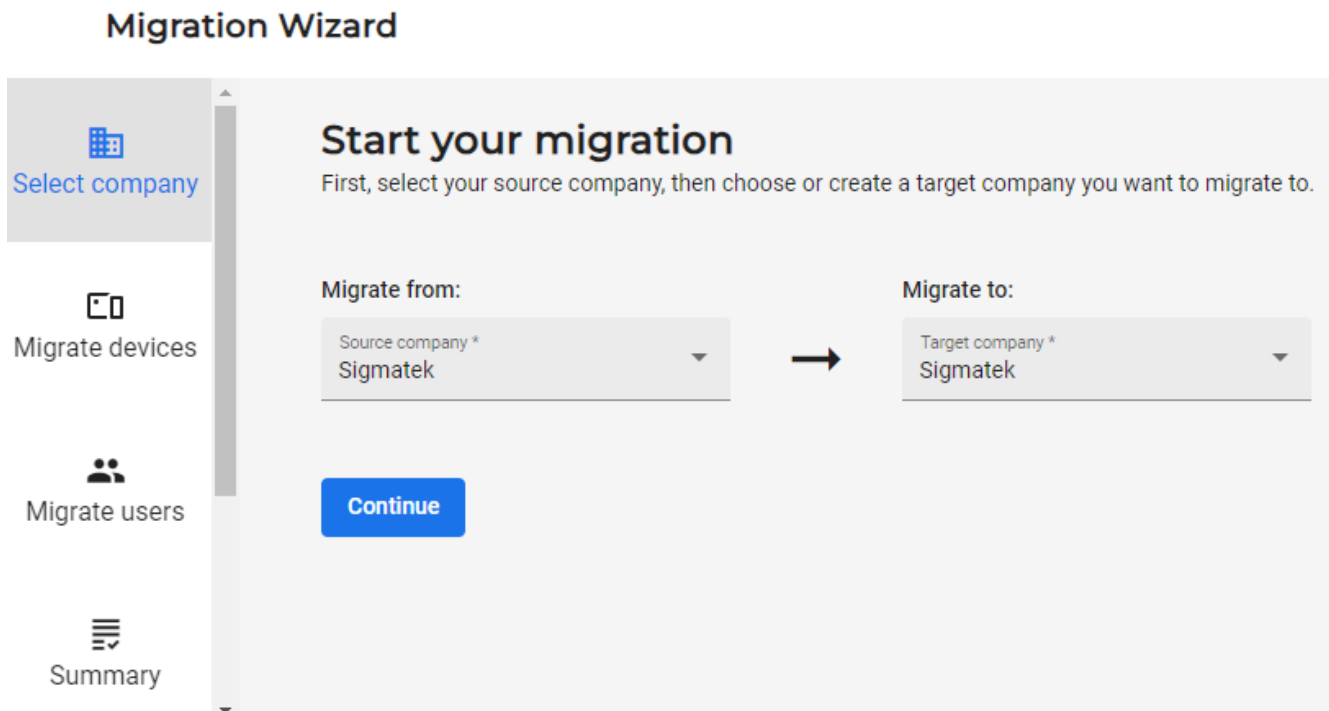 Migration Wizard
Select company
Migrate devices
Migrate users
Summary
Start your migration
First, select your source company, then choose or create a target company you want to migrate to.
Migrate from:
Source company *
Sigmatek
Migrate to:
Target company *
Sigmatek
Continue